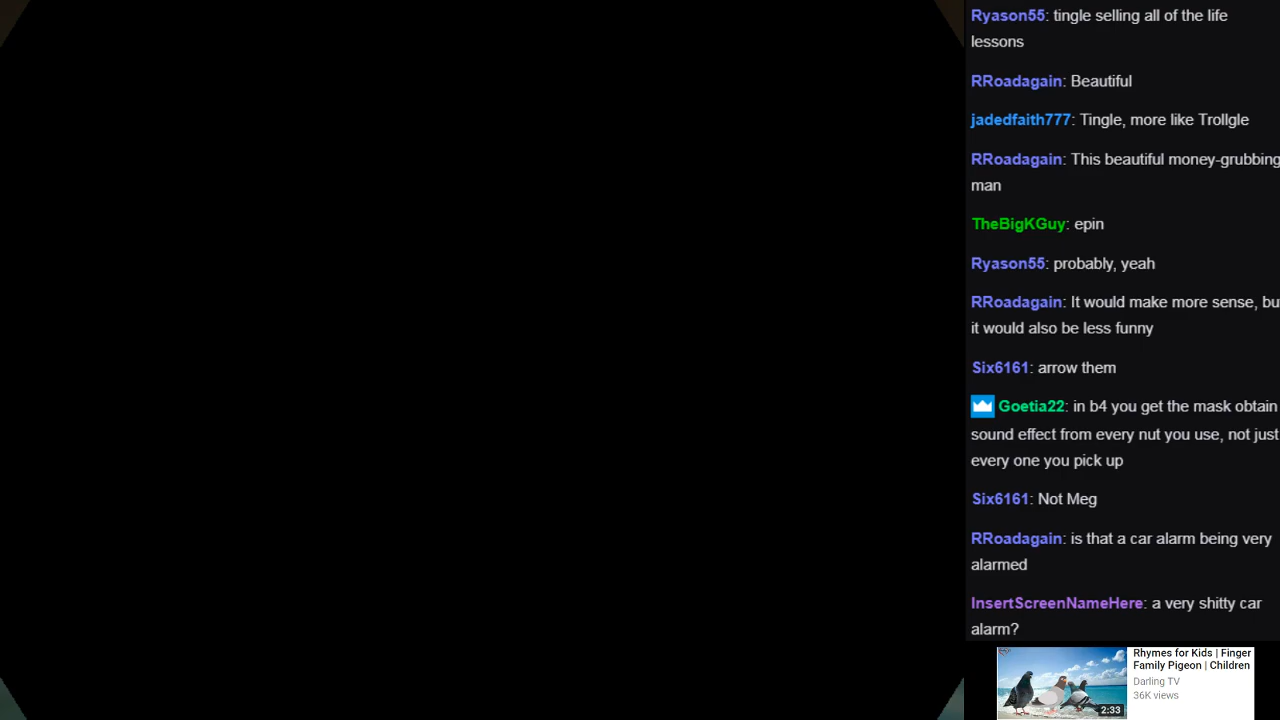 Ryason55: tingle selling all of the life
lessons
RRoadagain: Beautiful
jadedfaith777: Tingle, more like Trollgle
RRoadagain: This beautiful money-grubbing
man
TheBigKGuy: epin
Ryason55: probably, yeah
RRoadagain: It would make more sense, bu
it would also be less funny
Six6161: arrow them
Goetia22: in b4 you get the mask obtain
sound effect from every nut you use, not just
every one you pick up
Six6161: Not Meg
RRoadagain: is that a car alarm being very
alarmed
InsertScreenNameHere: a very shitty car
alarm?
Rhymes for Kids | Finger
Family Pigeon | Children
Darling TV
36K views
2:33